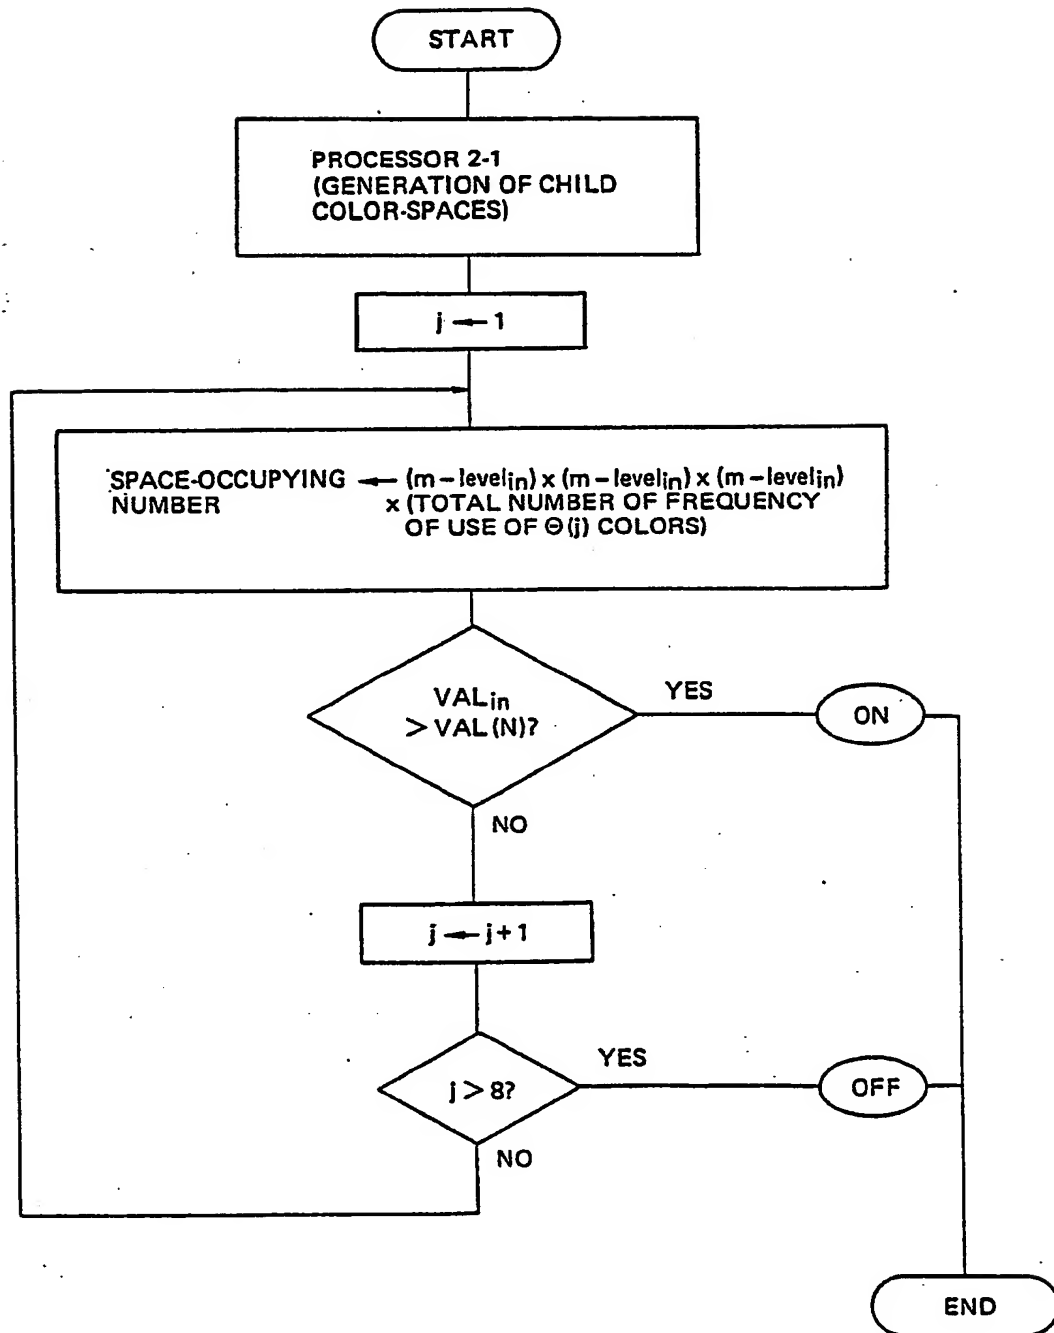 START
PROCESSOR 2-1
(GENERATION OF CHILD
COLOR-SPACES)
j ← 1
SPACE-OCCUPYING ← (m-levelin) x (m-levelin) x (m-levelin)
NUMBER x (TOTAL NUMBER OF FREQUENCY
OF USE OF Θ(j) COLORS)
VALin
> VAL(N)?
YES
ON
NO
j ← j+1
j > 8?
YES
OFF
NO
END